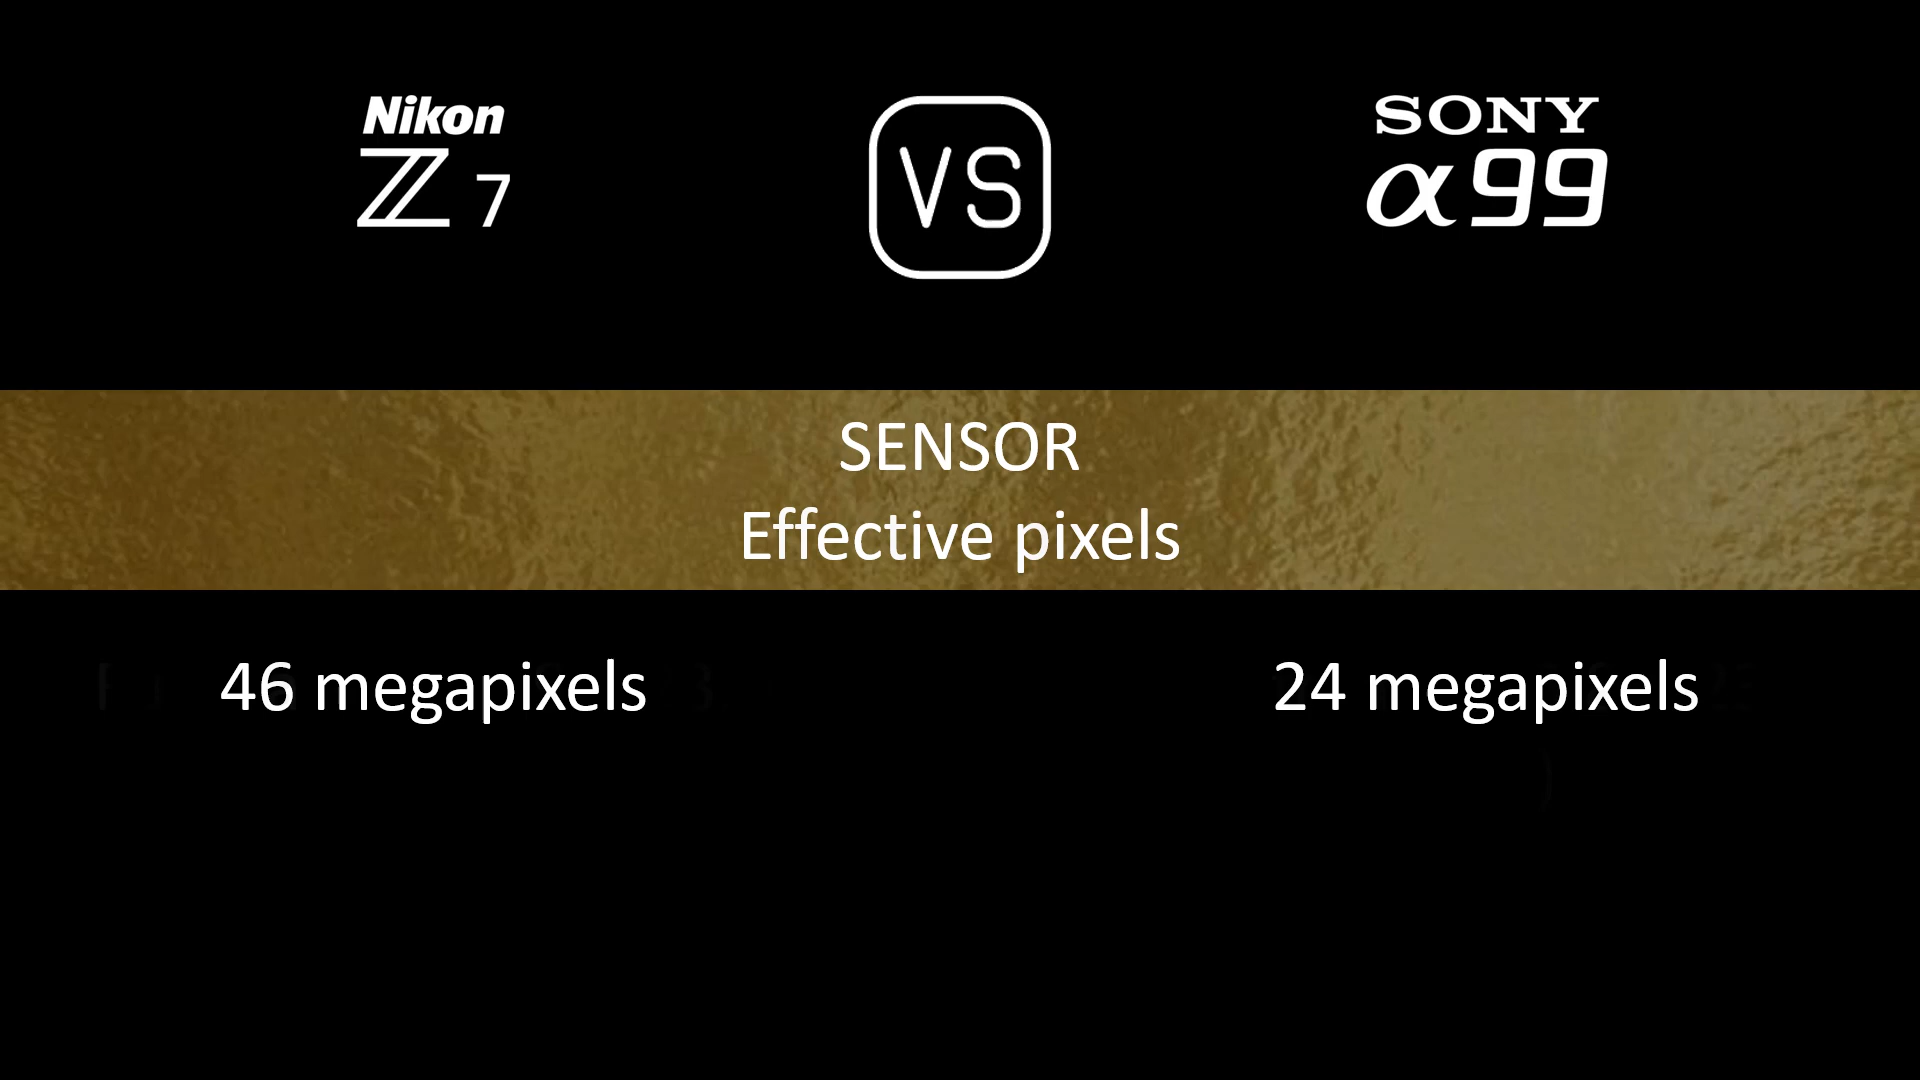 Nikon
Z 7
VS
SONY
α99
SENSOR
Effective pixels
46 megapixels
24 megapixels